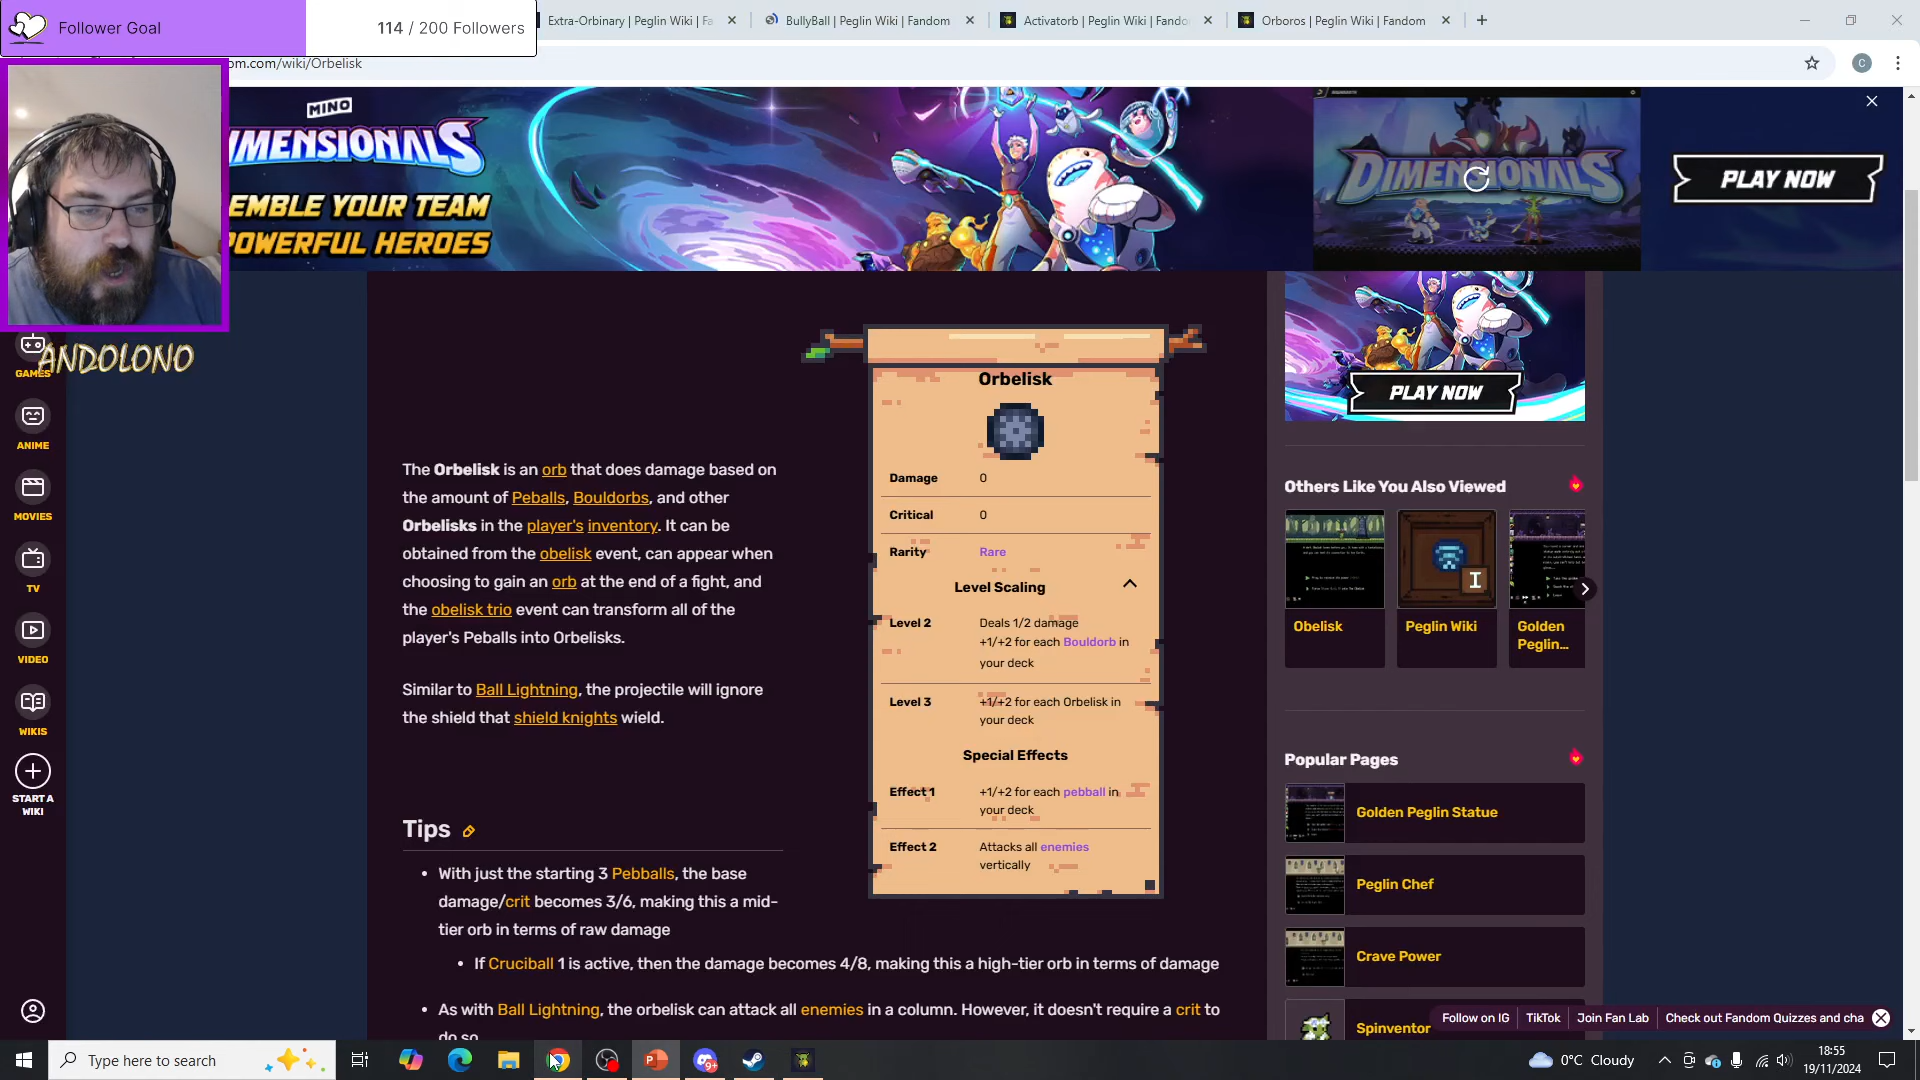 Follower Goal
114 / 200 Followers
Extra-Orbinary | Peglin Wiki | Fa
BullyBall | Peglin Wiki | Fandom
Activatorb | Peglin Wiki | Fando
Orboros | Peglin Wiki | Fandom
om.com/wiki/Orbelisk
C
MINO
IMENSIONALS
EMBLE YOUR TEAM
POWERFUL HEROES
DIMENSIONALS
PLAY NOW
ANDOLONO
GAMES
ANIME
MOVIES
TV
VIDEO
WIKIS
START A
WIKI
The Orbelisk is an orb that does damage based on
the amount of Peballs, Bouldorbs, and other
Orbelisks in the player's inventory. It can be
obtained from the obelisk event, can appear when
choosing to gain an orb at the end of a fight, and
the obelisk trio event can transform all of the
player's Peballs into Orbelisks.
Similar to Ball Lightning, the projectile will ignore
the shield that shield knights wield.
Tips
• With just the starting 3 Pebballs, the base
damage/crit becomes 3/6, making this a mid-
tier orb in terms of raw damage
• If Cruciball 1 is active, then the damage becomes 4/8, making this a high-tier orb in terms of damage
• As with Ball Lightning, the orbelisk can attack all enemies in a column. However, it doesn't require a crit to
do so
Orbelisk
Damage 0
Critical 0
Rarity Rare
Level Scaling
Level 2 Deals 1/2 damage
+1/+2 for each Bouldorb in
your deck
Level 3 +1/+2 for each Orbelisk in
your deck
Special Effects
Effect 1 +1/+2 for each pebball in
your deck
Effect 2 Attacks all enemies
vertically
PLAY NOW
Others Like You Also Viewed
Obelisk
Peglin Wiki
Golden
Peglin...
Popular Pages
Golden Peglin Statue
Peglin Chef
Crave Power
Spinventor
Follow on IG
TikTok
Join Fan Lab
Check out Fandom Quizzes and cha
Type here to search
9+
0°C Cloudy
18:55
19/11/2024